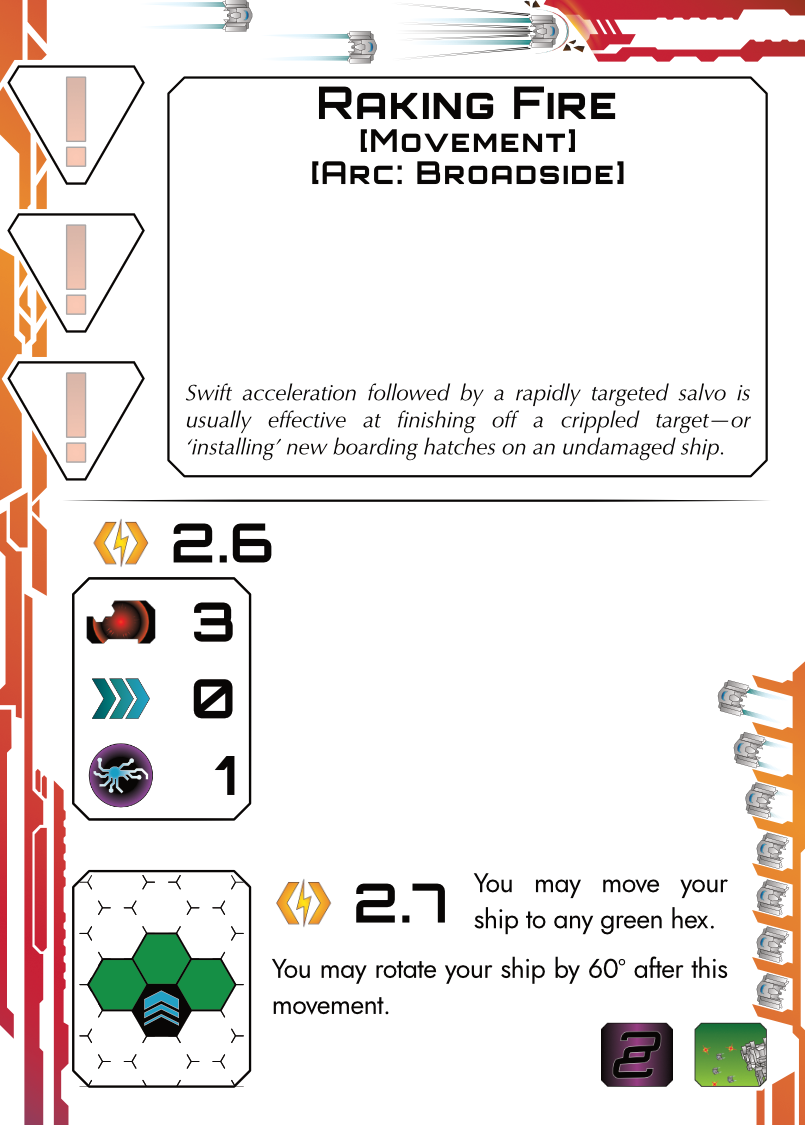 Raking Fire
[Movement]
[Arc: Broadside]
Swift acceleration followed by a rapidly targeted salvo is
usually effective at finishing off a crippled target—or
‘installing’ new boarding hatches on an undamaged ship.
2.6
3
0
1
2.7
You may move your
ship to any green hex.
You may rotate your ship by 60° after this
movement.
2